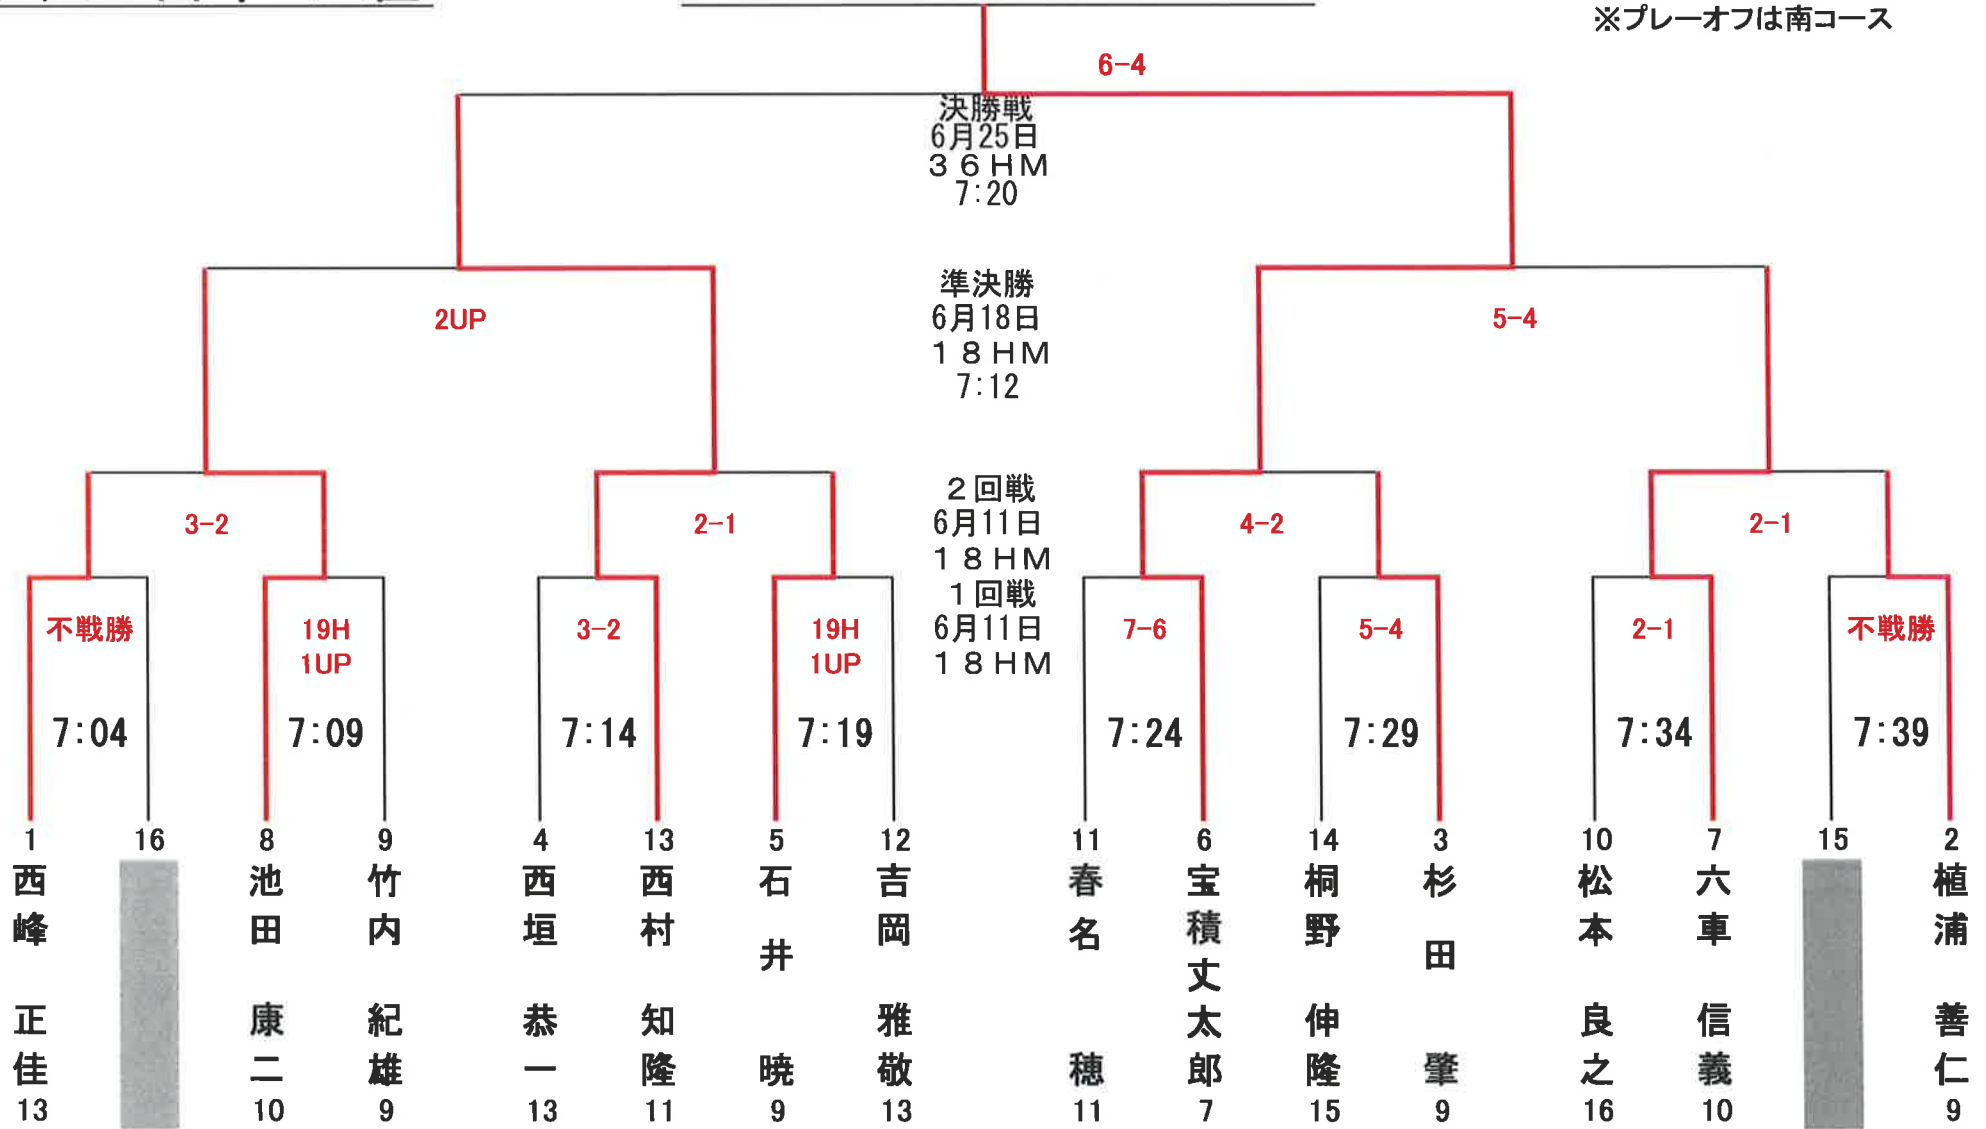 ※プレーオフは南コース
6-4
決勝戦
6月25日
３６HM
7:20
準決勝
6月18日
１８HM
7:12
2UP
5-4
２回戦
6月11日
１８HM
3-2
2-1
4-2
2-1
１回戦
6月11日
１８HM
不戦勝
19H
1UP
3-2
19H
1UP
7-6
5-4
2-1
不戦勝
7:04
7:09
7:14
7:19
7:24
7:29
7:34
7:39
1
16
8
9
4
13
5
12
11
6
14
3
10
7
15
2
西峰 正佳
池田 康二
竹内 紀雄
西垣 恭一
西村 知隆
石井 暁
吉岡 雅敬
春名 穂
宝積丈太郎
桐野 伸隆
杉田 肇
松本 良之
六車 信義
植浦 善仁
13
10
9
13
11
9
13
11
7
15
9
16
10
9